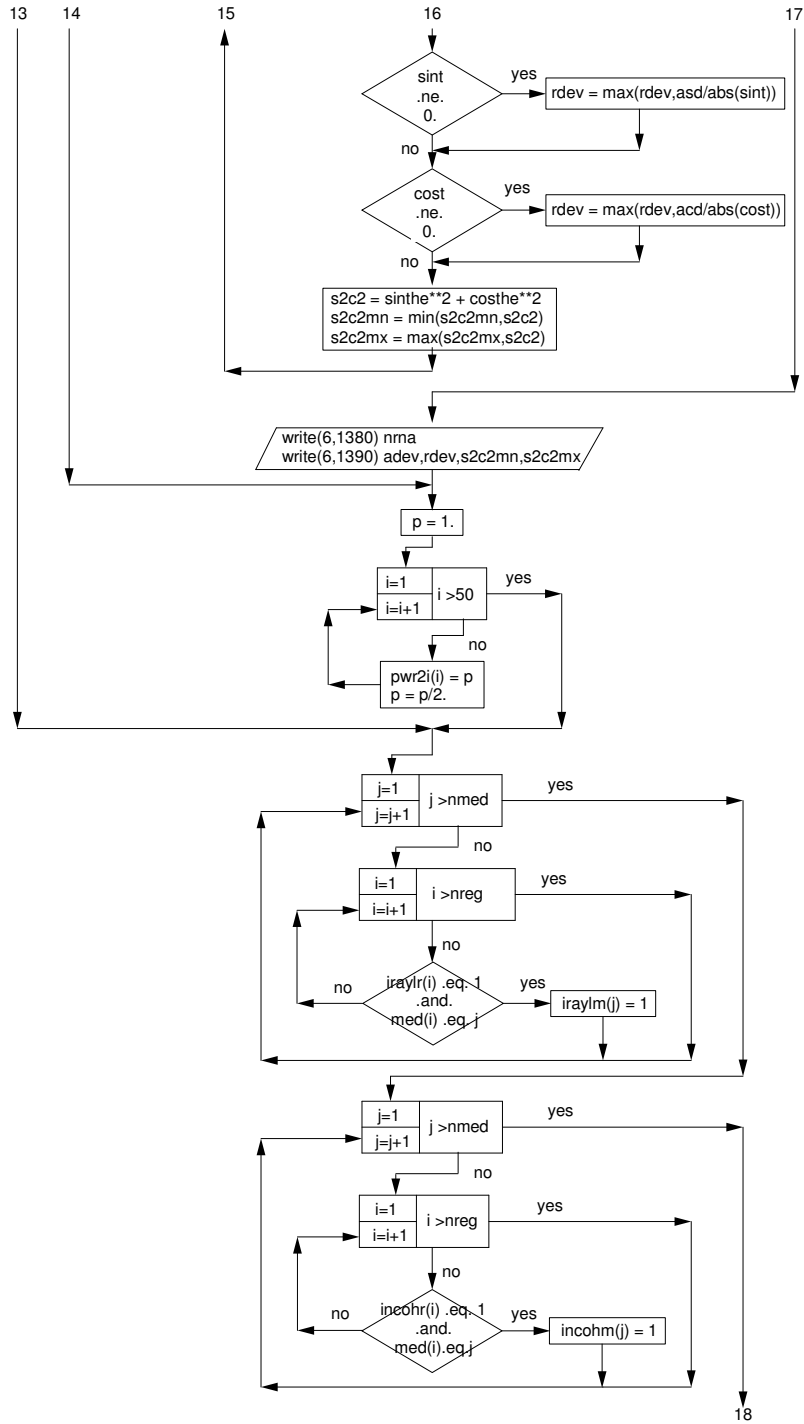 13
14
15
16
17
sint
.ne.
0.
yes
rdev = max(rdev,asd/abs(sint))
no
cost
.ne.
0.
yes
rdev = max(rdev,acd/abs(cost))
no
s2c2 = sinthe**2 + costhe**2
s2c2mn = min(s2c2mn,s2c2)
s2c2mx = max(s2c2mx,s2c2)
write(6,1380) nrna
write(6,1390) adev,rdev,s2c2mn,s2c2mx
p = 1.
i=1
i=i+1
i >50
yes
no
pwr2i(i) = p
p = p/2.
j=1
j=j+1
j >nmed
yes
no
i=1
i=i+1
i >nreg
yes
no
iraylr(i) .eq. 1
.and.
med(i) .eq. j
no
yes
iraylm(j) = 1
j=1
j=j+1
j >nmed
yes
no
i=1
i=i+1
i >nreg
yes
no
incohr(i) .eq. 1
.and.
med(i).eq.j
no
yes
incohm(j) = 1
18